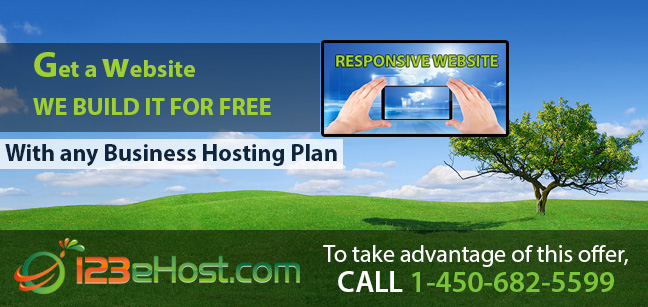 Get a Website
WE BUILD IT FOR FREE
With any Business Hosting Plan
RESPONSIVE WEBSITE
123eHost.com
To take advantage of this offer,
CALL 1-450-682-5599